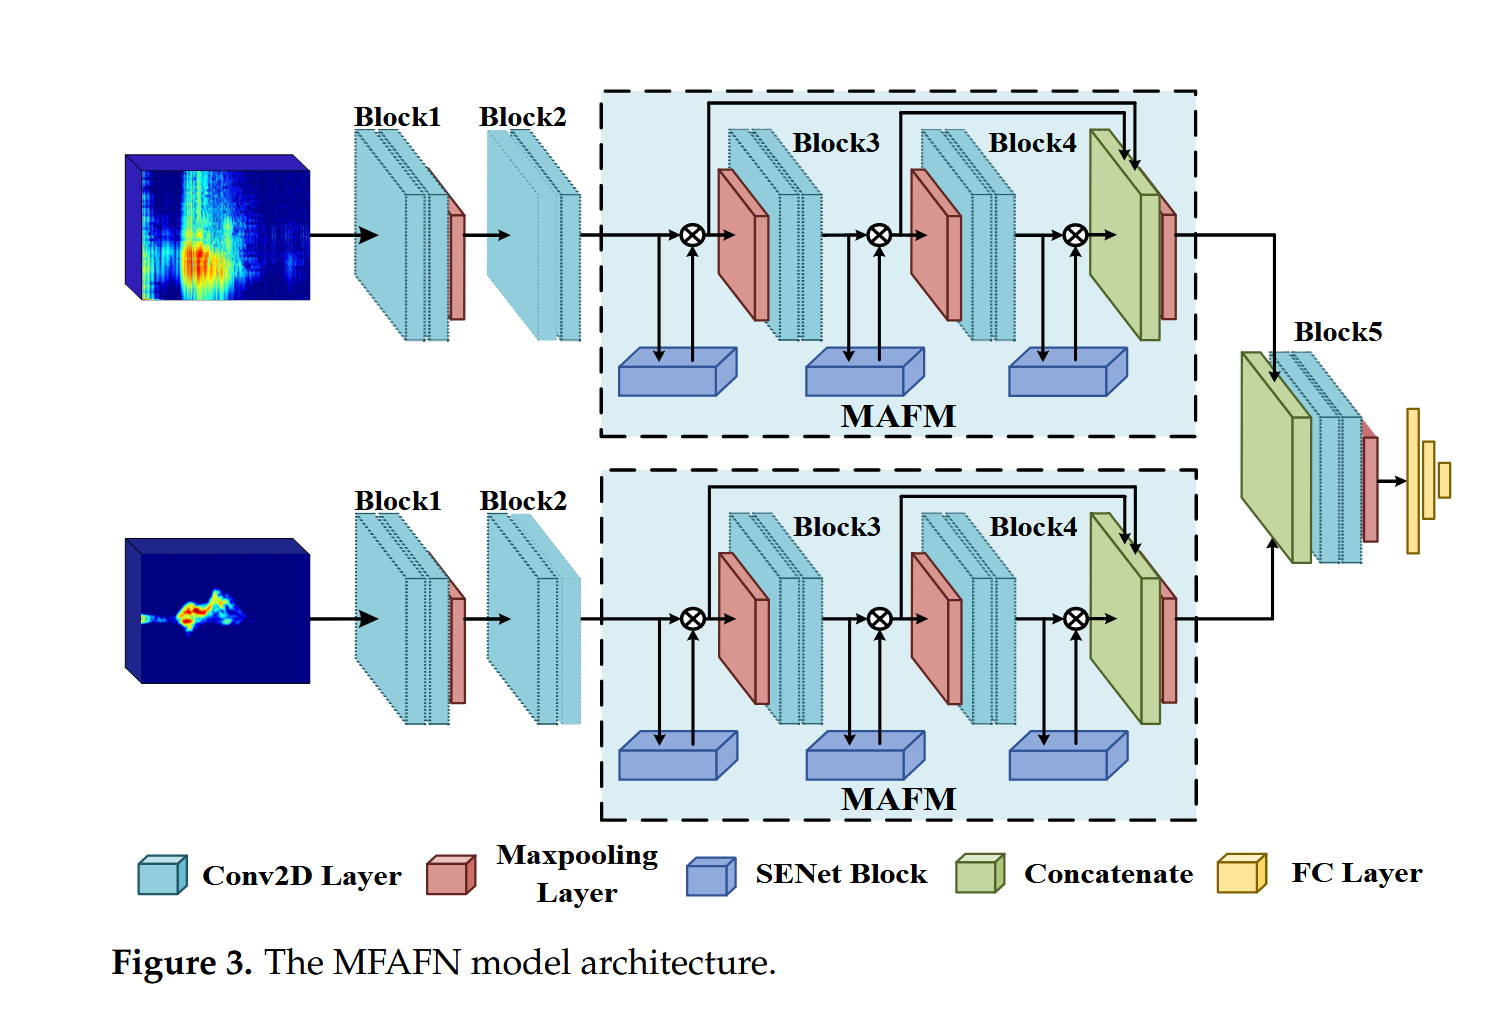 Block1
Block2
Block3
Block4
MAFM
Block5
Block1
Block2
Block3
Block4
MAFM
Conv2D Layer
Maxpooling
Layer
SENet Block
Concatenate
FC Layer
Figure 3. The MFAFN model architecture.